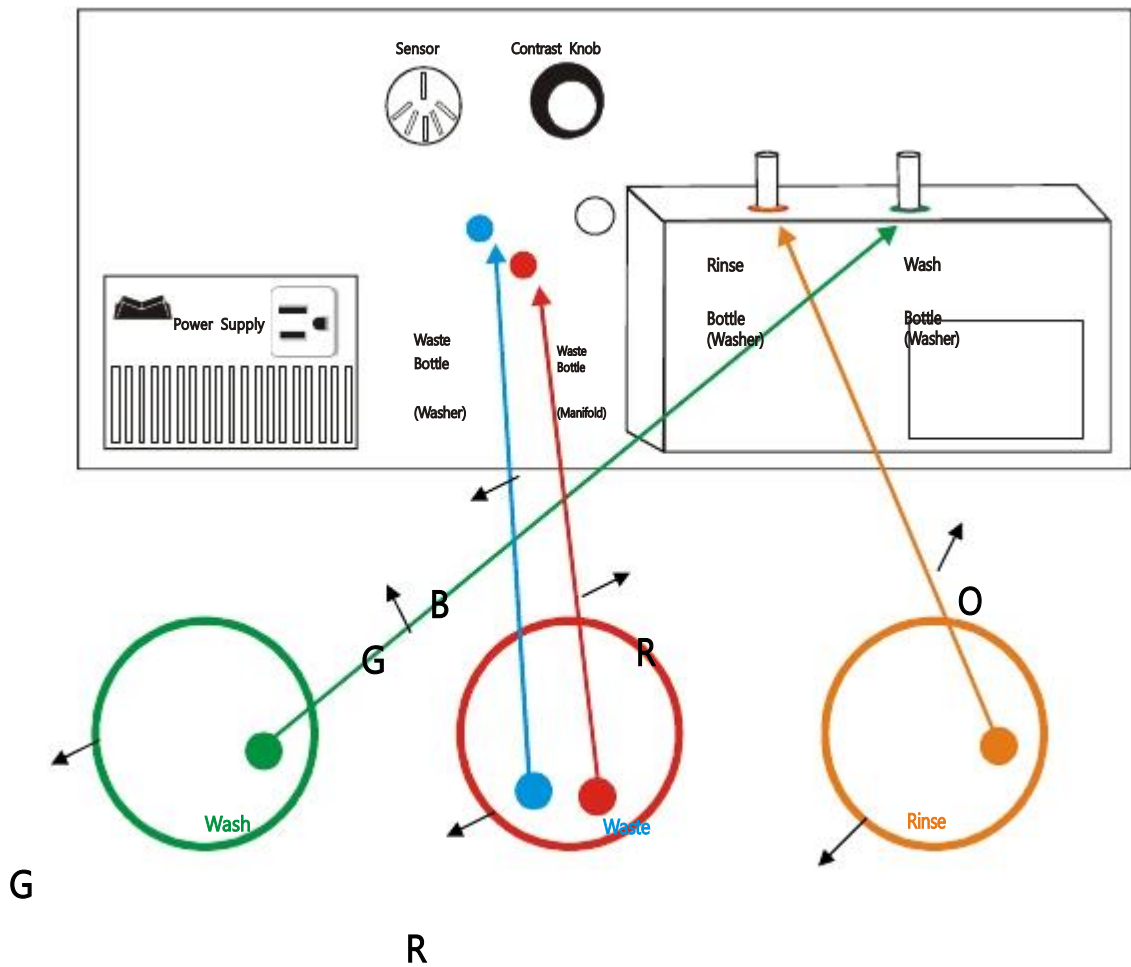 Sensor
Contrast Knob
Rinse
Bottle
(Washer)
Wash
Bottle
(Washer)
Power Supply
Waste
Bottle
(Washer)
Waste
Bottle
(Manifold)
B
O
G
R
Wash
Waste
Rinse
G
R